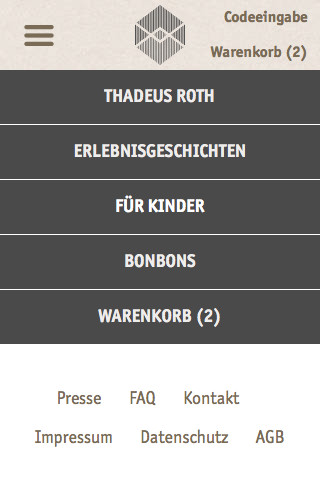 Codeeingabe
Warenkorb (2)
THADEUS ROTH
ERLEBNISGESCHICHTEN
FÜR KINDER
BONBONS
WARENKORB (2)
Presse FAQ Kontakt
Impressum Datenschutz AGB